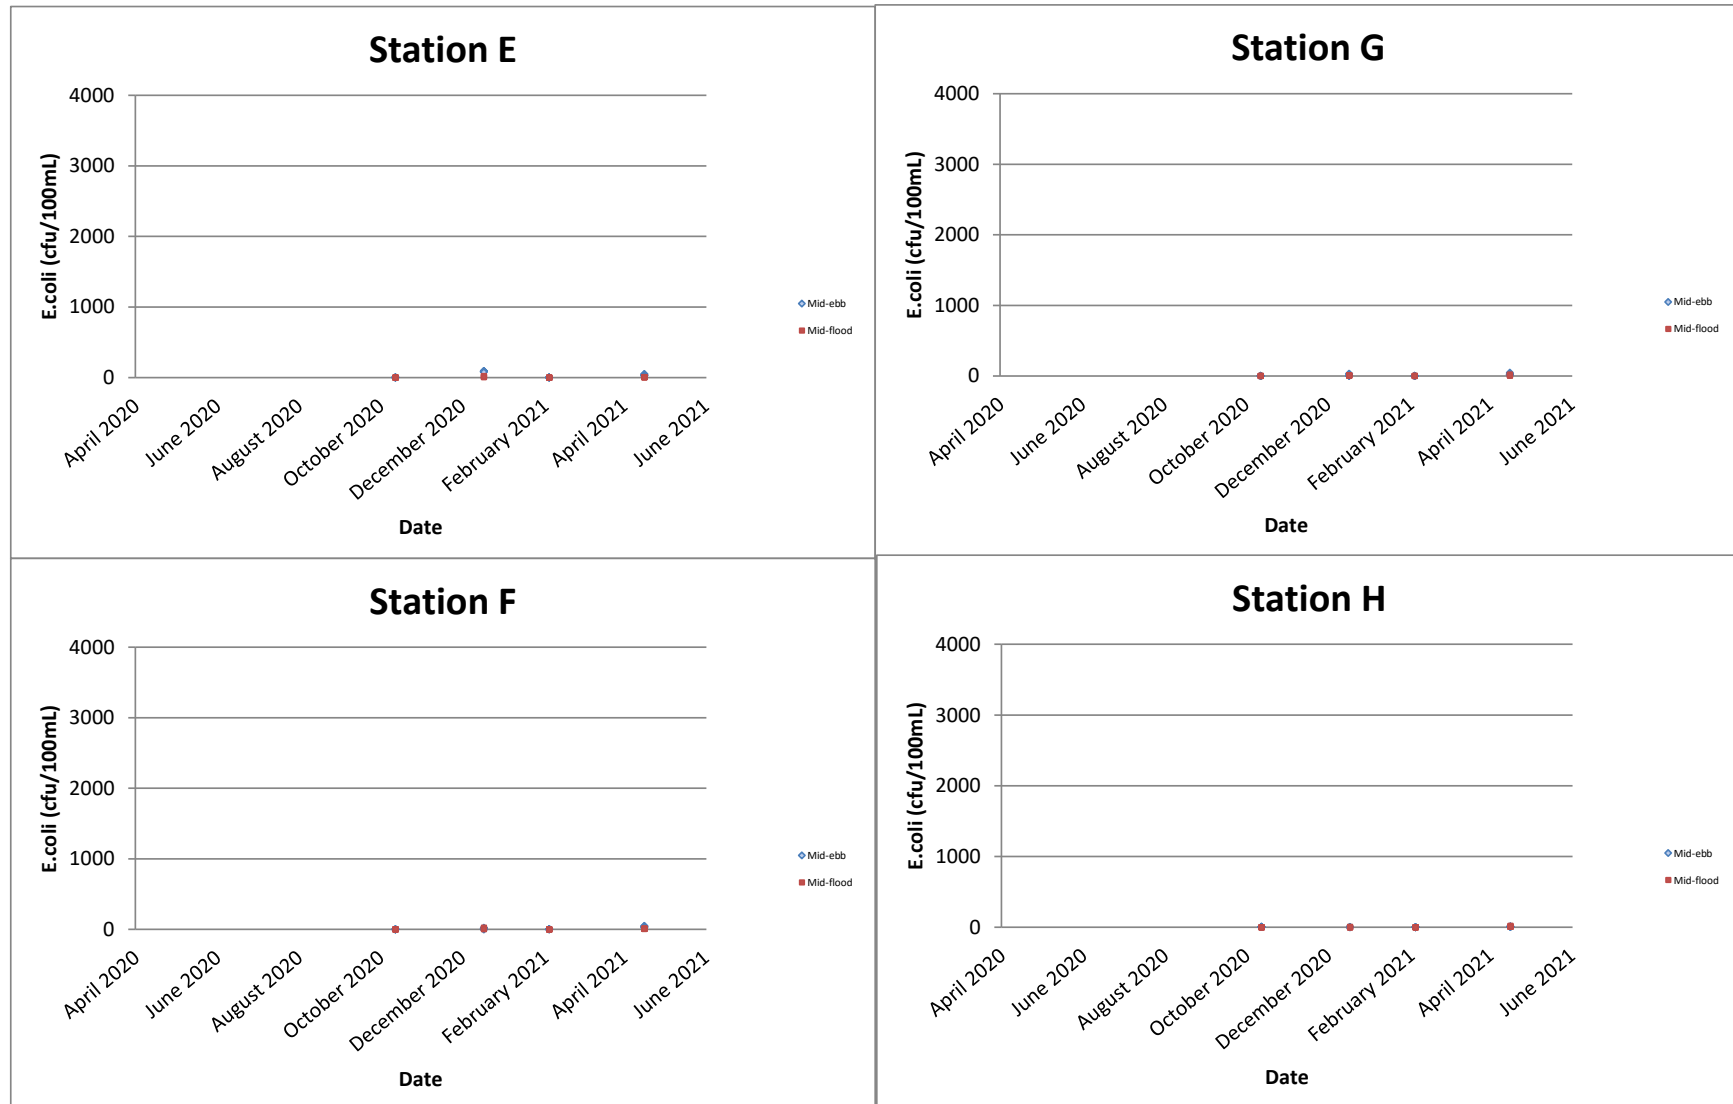 Station E
4000
3000
2000
1000
0
E.coli (cfu/100mL)
April 2020
June 2020
August 2020
October 2020
December 2020
February 2021
April 2021
June 2021
Date
Mid-ebb
Mid-flood
Station G
4000
3000
2000
1000
0
E.coli (cfu/100mL)
April 2020
June 2020
August 2020
October 2020
December 2020
February 2021
April 2021
June 2021
Date
Mid-ebb
Mid-flood
Station F
4000
3000
2000
1000
0
E.coli (cfu/100mL)
April 2020
June 2020
August 2020
October 2020
December 2020
February 2021
April 2021
June 2021
Date
Mid-ebb
Mid-flood
Station H
4000
3000
2000
1000
0
E.coli (cfu/100mL)
April 2020
June 2020
August 2020
October 2020
December 2020
February 2021
April 2021
June 2021
Date
Mid-ebb
Mid-flood